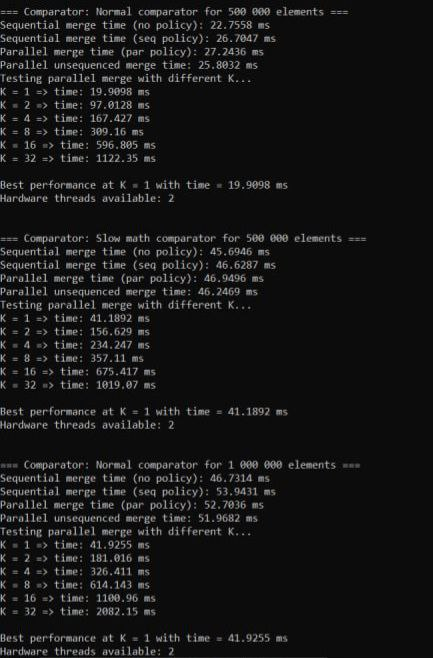 === Comparator: Normal comparator for 500 000 elements ===
Sequential merge time (no policy): 22.7558 ms
Sequential merge time (seq policy): 26.7047 ms
Parallel merge time (par policy): 27.2436 ms
Parallel unsequenced merge time: 25.8032 ms
Testing parallel merge with different K...
K = 1 => time: 19.9098 ms
K = 2 => time: 97.0128 ms
K = 4 => time: 167.427 ms
K = 8 => time: 309.16 ms
K = 16 => time: 596.805 ms
K = 32 => time: 1122.35 ms
Best performance at K = 1 with time = 19.9098 ms
Hardware threads available: 2
=== Comparator: Slow math comparator for 500 000 elements ===
Sequential merge time (no policy): 45.6946 ms
Sequential merge time (seq policy): 46.6287 ms
Parallel merge time (par policy): 46.9496 ms
Parallel unsequenced merge time: 46.2469 ms
Testing parallel merge with different K...
K = 1 => time: 41.1892 ms
K = 2 => time: 156.629 ms
K = 4 => time: 234.247 ms
K = 8 => time: 357.11 ms
K = 16 => time: 675.417 ms
K = 32 => time: 1019.07 ms
Best performance at K = 1 with time = 41.1892 ms
Hardware threads available: 2
=== Comparator: Normal comparator for 1 000 000 elements ===
Sequential merge time (no policy): 46.7314 ms
Sequential merge time (seq policy): 53.9431 ms
Parallel merge time (par policy): 52.7036 ms
Parallel unsequenced merge time: 51.9682 ms
Testing parallel merge with different K...
K = 1 => time: 41.9255 ms
K = 2 => time: 181.016 ms
K = 4 => time: 326.411 ms
K = 8 => time: 614.143 ms
K = 16 => time: 1100.96 ms
K = 32 => time: 2082.15 ms
Best performance at K = 1 with time = 41.9255 ms
Hardware threads available: 2